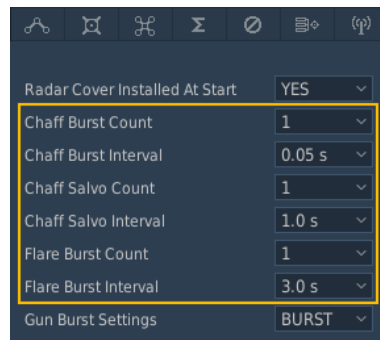 Radar Cover Installed At Start YES
Chaff Burst Count 1
Chaff Burst Interval 0.05 s
Chaff Salvo Count 1
Chaff Salvo Interval 1.0 s
Flare Burst Count 1
Flare Burst Interval 3.0 s
Gun Burst Settings BURST